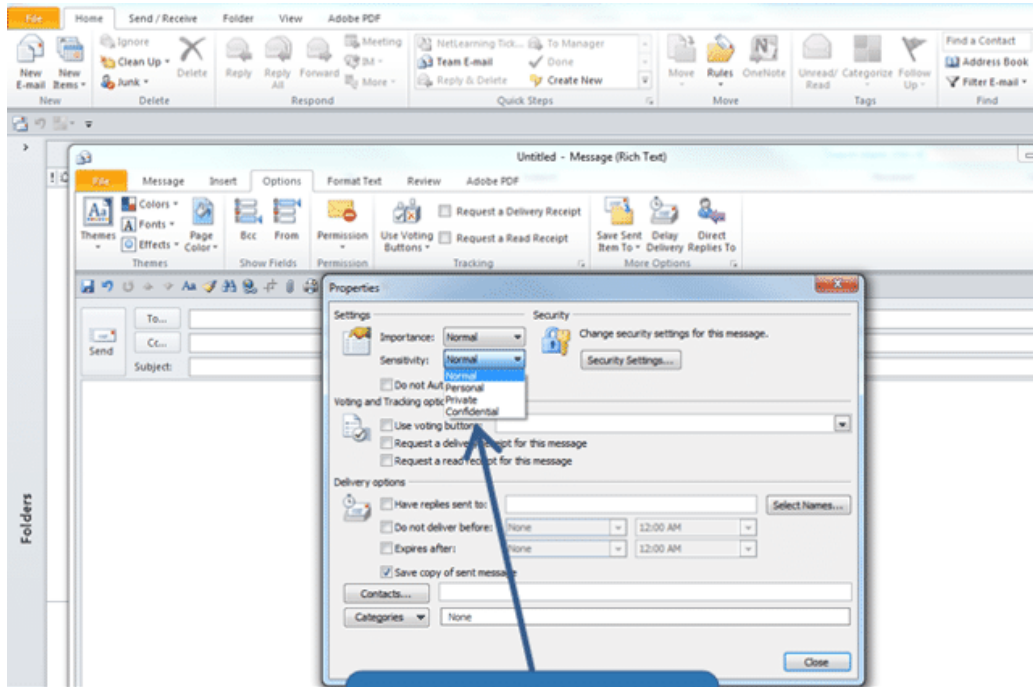 File Home Send / Receive Folder View Adobe PDF
Ignore Meeting NetLearning Tick... To Manager Find a Contact
Clean Up IM Team E-mail Done Address Book
New E-mail New Items Junk Delete Reply Reply All Forward More Reply & Delete Create New Move Rules OneNote Unread/ Read Categorize Follow Up Filter E-mail
New Delete Respond Quick Steps Move Tags Find
Untitled - Message (Rich Text)
File Message Insert Options Format Text Review Adobe PDF
Colors
Fonts
Effects
Themes Page Color Bcc From Permission Use Voting Buttons Request a Delivery Receipt Save Sent Item To Delay Delivery Direct Replies To
Request a Read Receipt
Themes Show Fields Permission Tracking More Options
Properties
To...
Cc...
Send
Subject:
Settings Security
Importance: Normal Change security settings for this message.
Sensitivity: Normal Security Settings...
Normal
Do not Personal
Voting and Tracking Private
Confidential
Use voting
Request a receipt for this message
Request a read receipt for this message
Delivery options
Have replies sent to: Select Names...
Do not deliver before: None 12:00 AM
Expires after: None 12:00 AM
Save copy of sent message
Contacts...
Categories None
Close
Folders